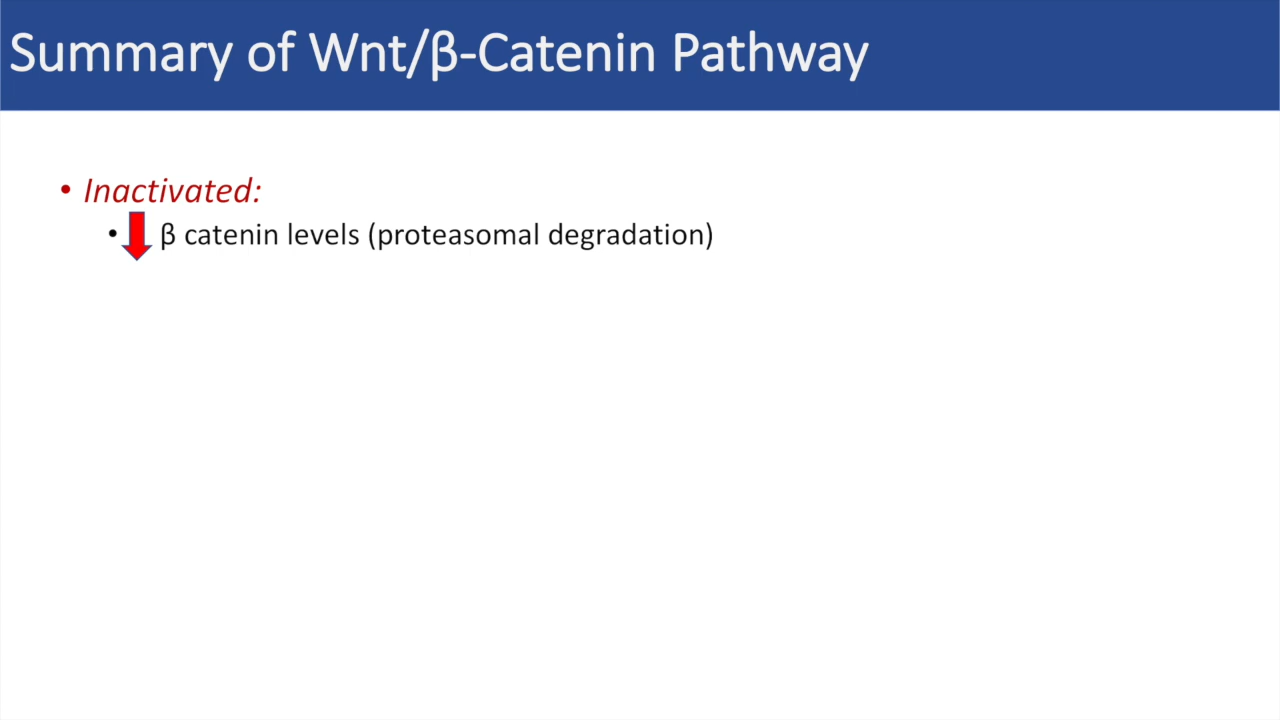 Summary of Wnt/β-Catenin Pathway
• Inactivated:
• β catenin levels (proteasomal degradation)